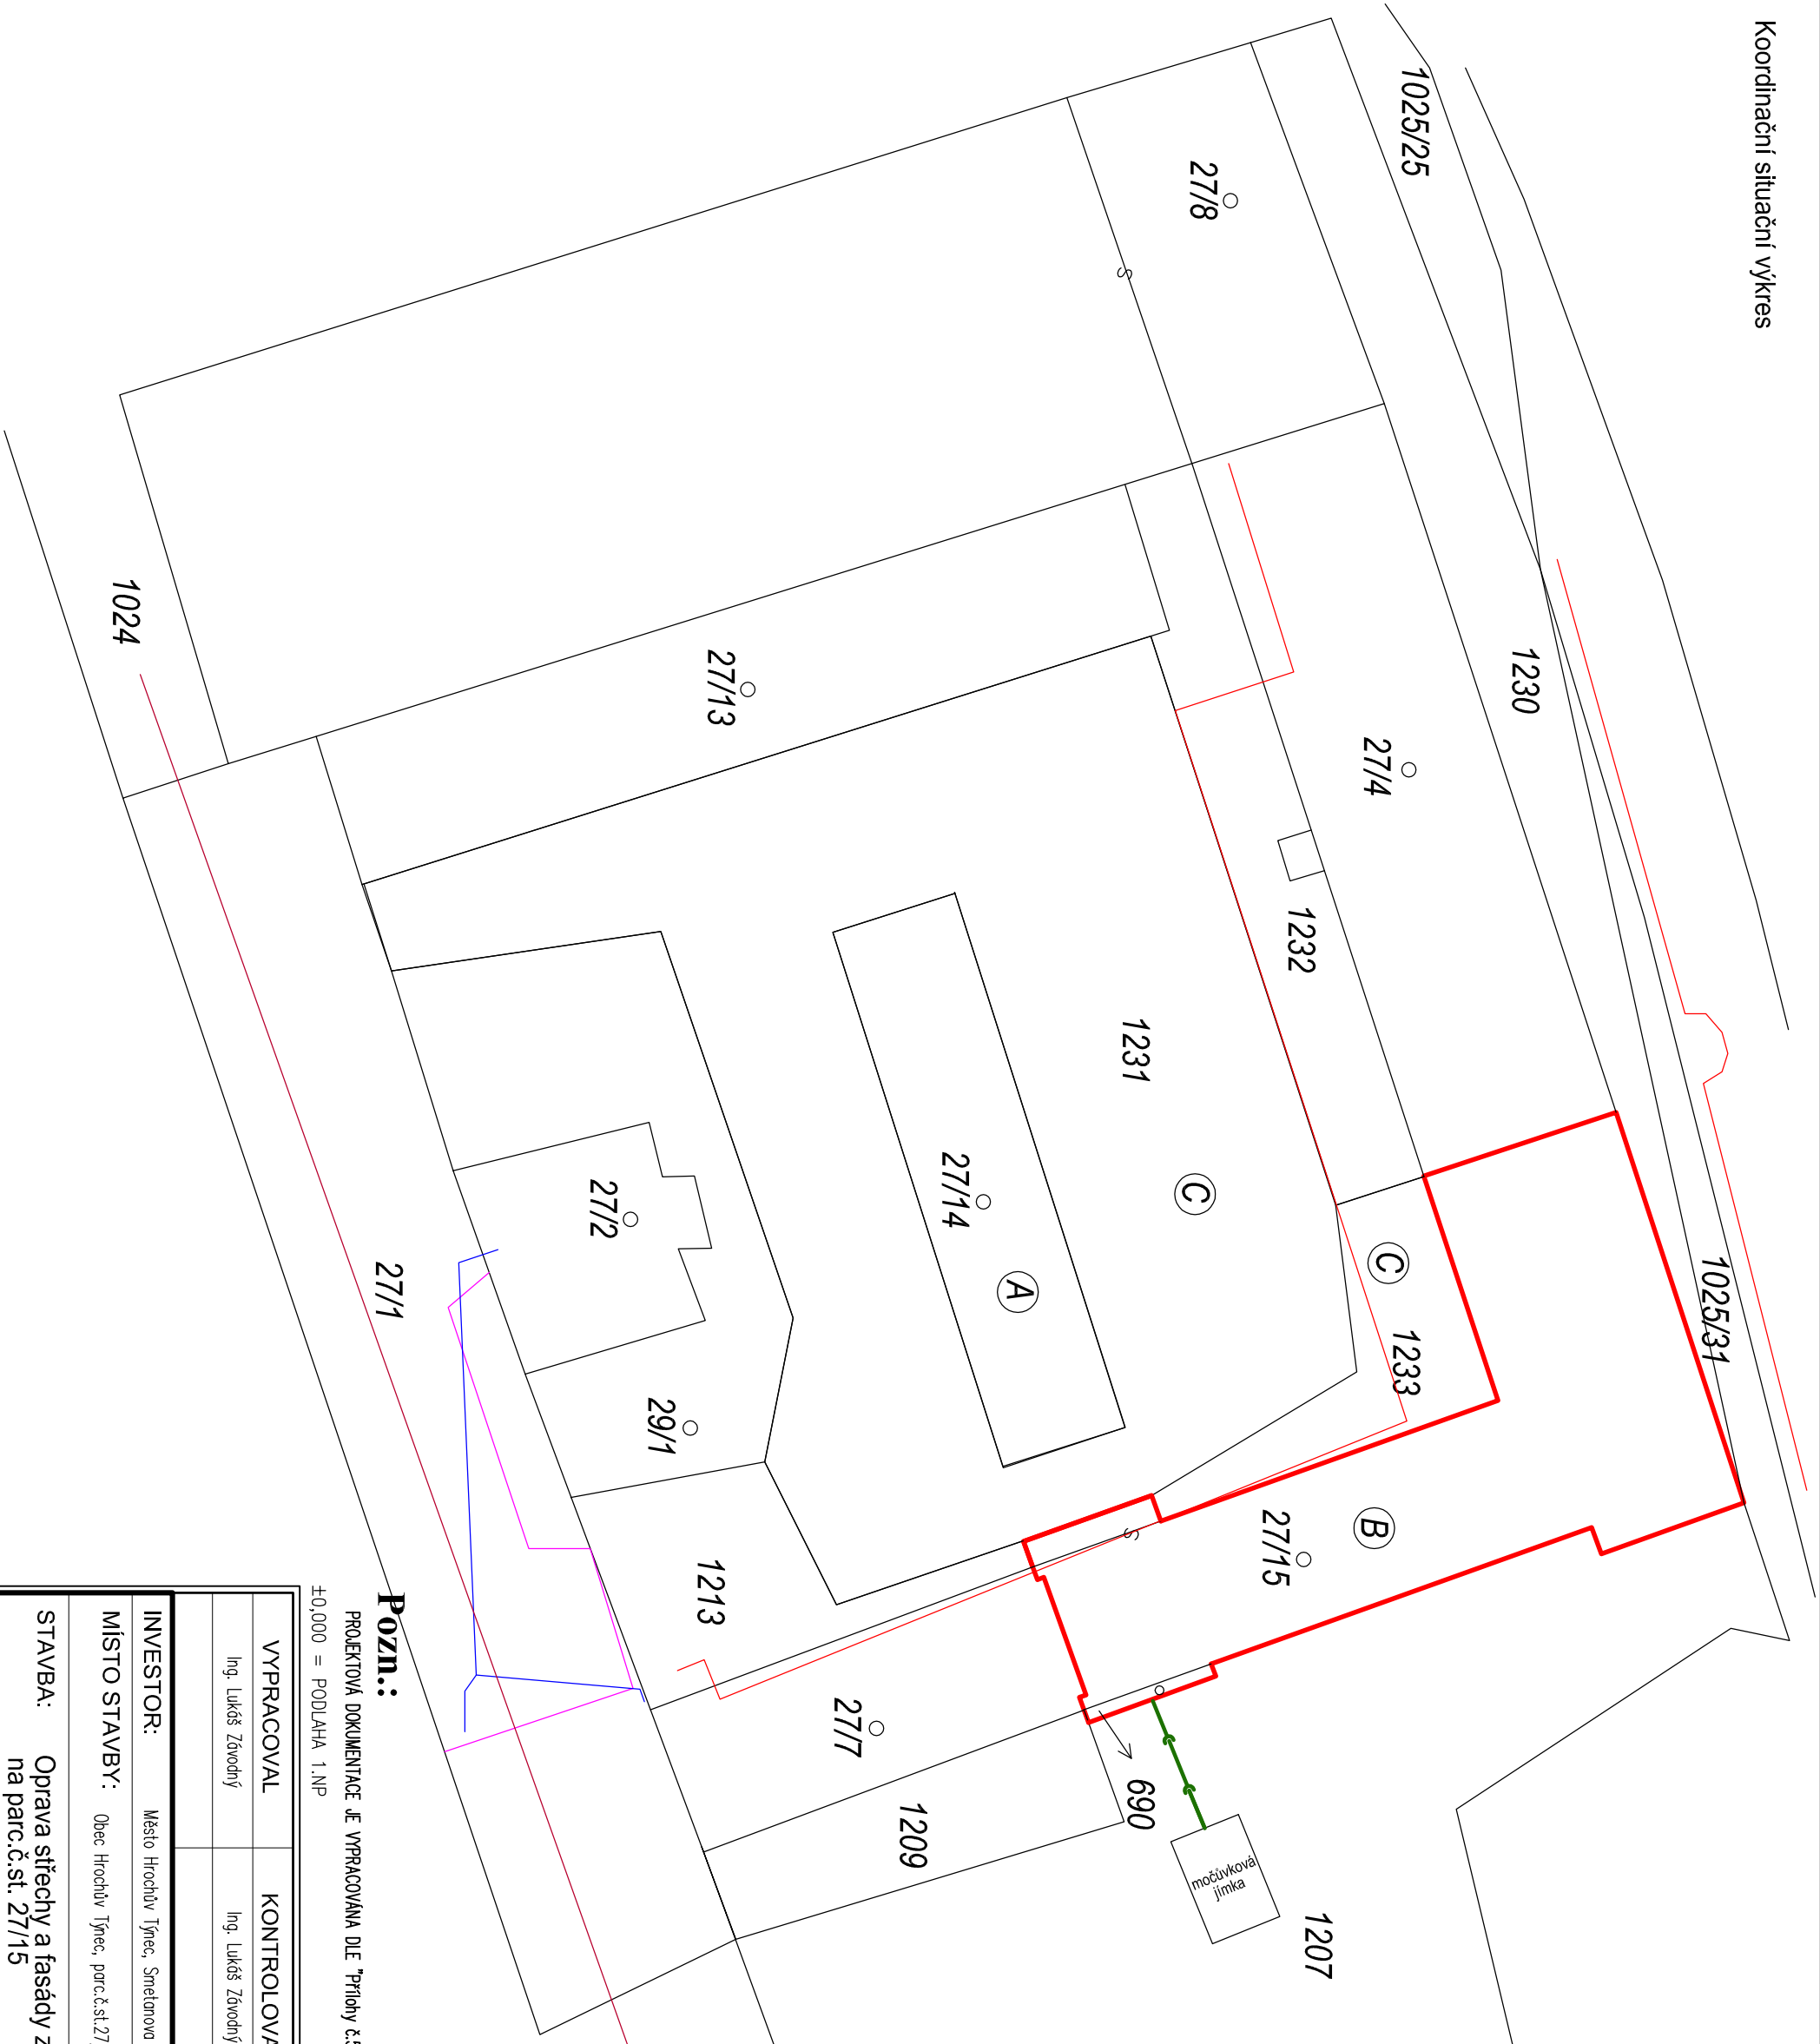 Koordinační situační výkres
1025/25
27/8
S
1230
27/4
1232
1025/31
27/13
1024
1231
C
C
1233
27/14
A
27/2
27/1
29/1
S
B
27/15
1213
27/7
690
1209
močůvková
jímka
1207
Pozn.:
PROJEKTOVÁ DOKUMENTACE JE VYPRACOVÁNA DLE "Přílohy č.
±0,000 = PODLAHA 1.NP
VYPRACOVAL KONTROLOVA
Ing. Lukáš Závodný Ing. Lukáš Závodný
INVESTOR: Město Hrochův Týnec, Smetanova
MÍSTO STAVBY: Obec Hrochův Týnec, parc.č.st.27
STAVBA: Oprava střechy a fasády z
na parc.č.st. 27/15